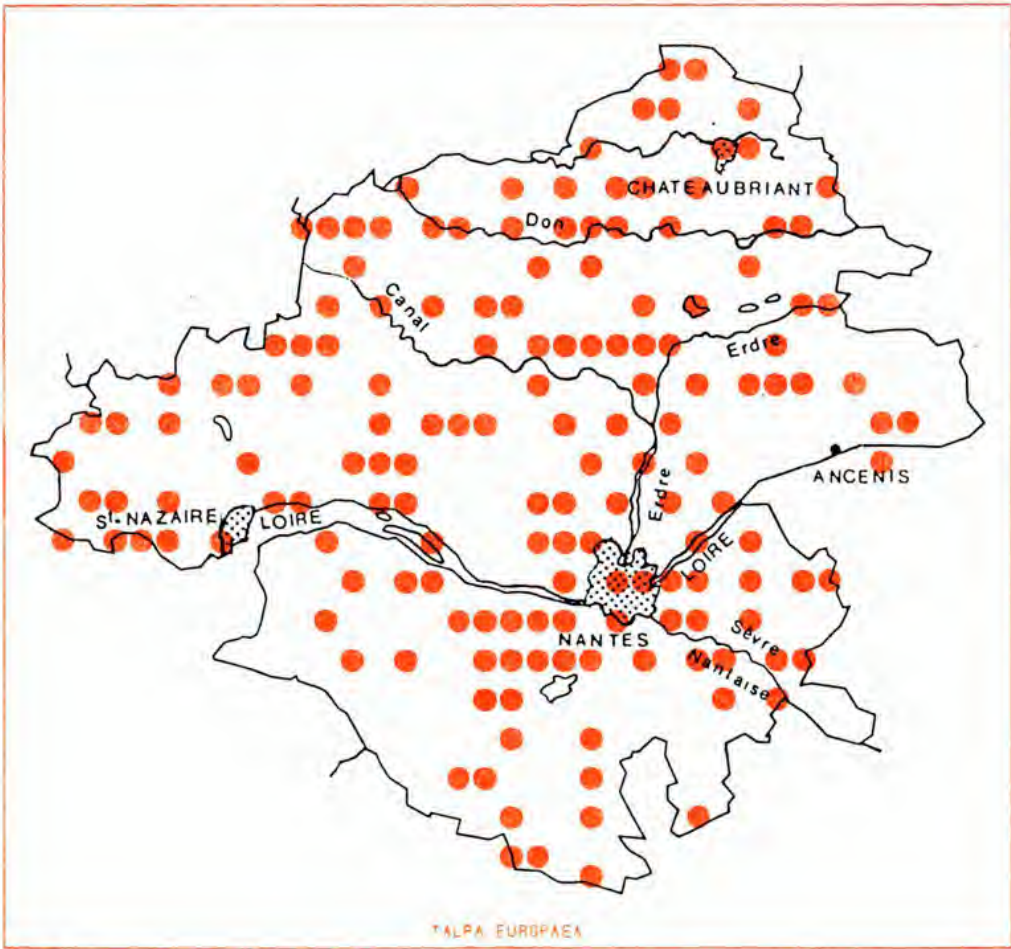 CHATEAUBRIANT
Don
Canal
Erdre
ANCENIS
Erdre
St-NAZAIRE
LOIRE
LOIRE
NANTES
Sèvre
Nantaise
TALPA EUROPAEA